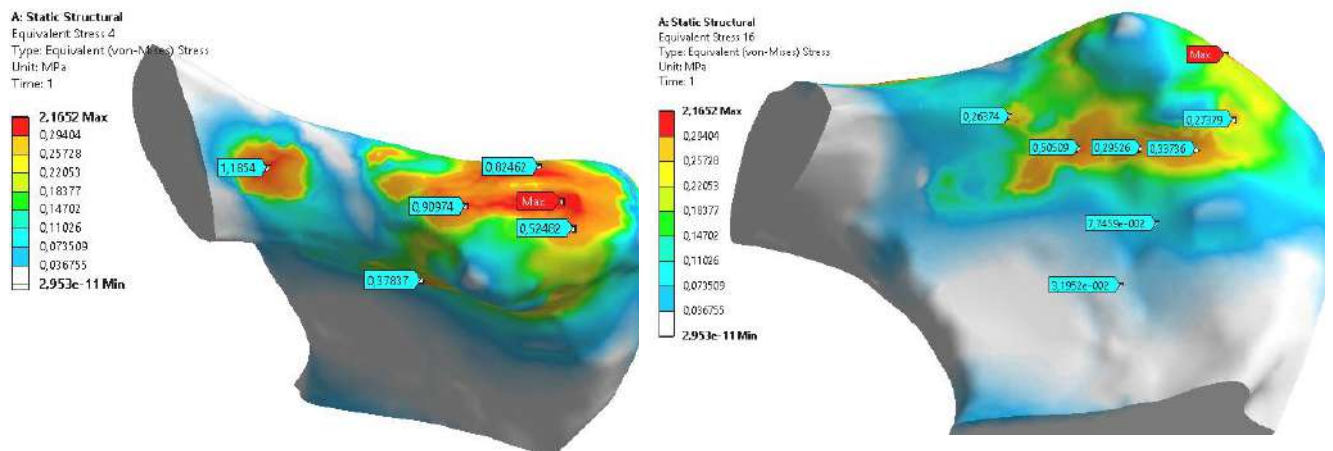 A: Static Structural
Equivalent Stress 4
Type: Equivalent (von-Mises) Stress
Unit: MPa
Time: 1
2,1652 Max
0,29404
0,25728
0,22053
0,18377
0,14702
0,11026
0,073509
0,036755
2,953e-11 Min
1,1854
0,82462
0,90974
Max
0,52482
0,37837
A: Static Structural
Equivalent Stress 16
Type: Equivalent (von-Mises) Stress
Unit: MPa
Time: 1
2,1652 Max
0,29404
0,25728
0,22053
0,18377
0,14702
0,11026
0,073509
0,036755
2,953e-11 Min
Max
0,26374
0,27379
0,50509
0,29526
0,33736
7,7459e-002
3,1952e-002